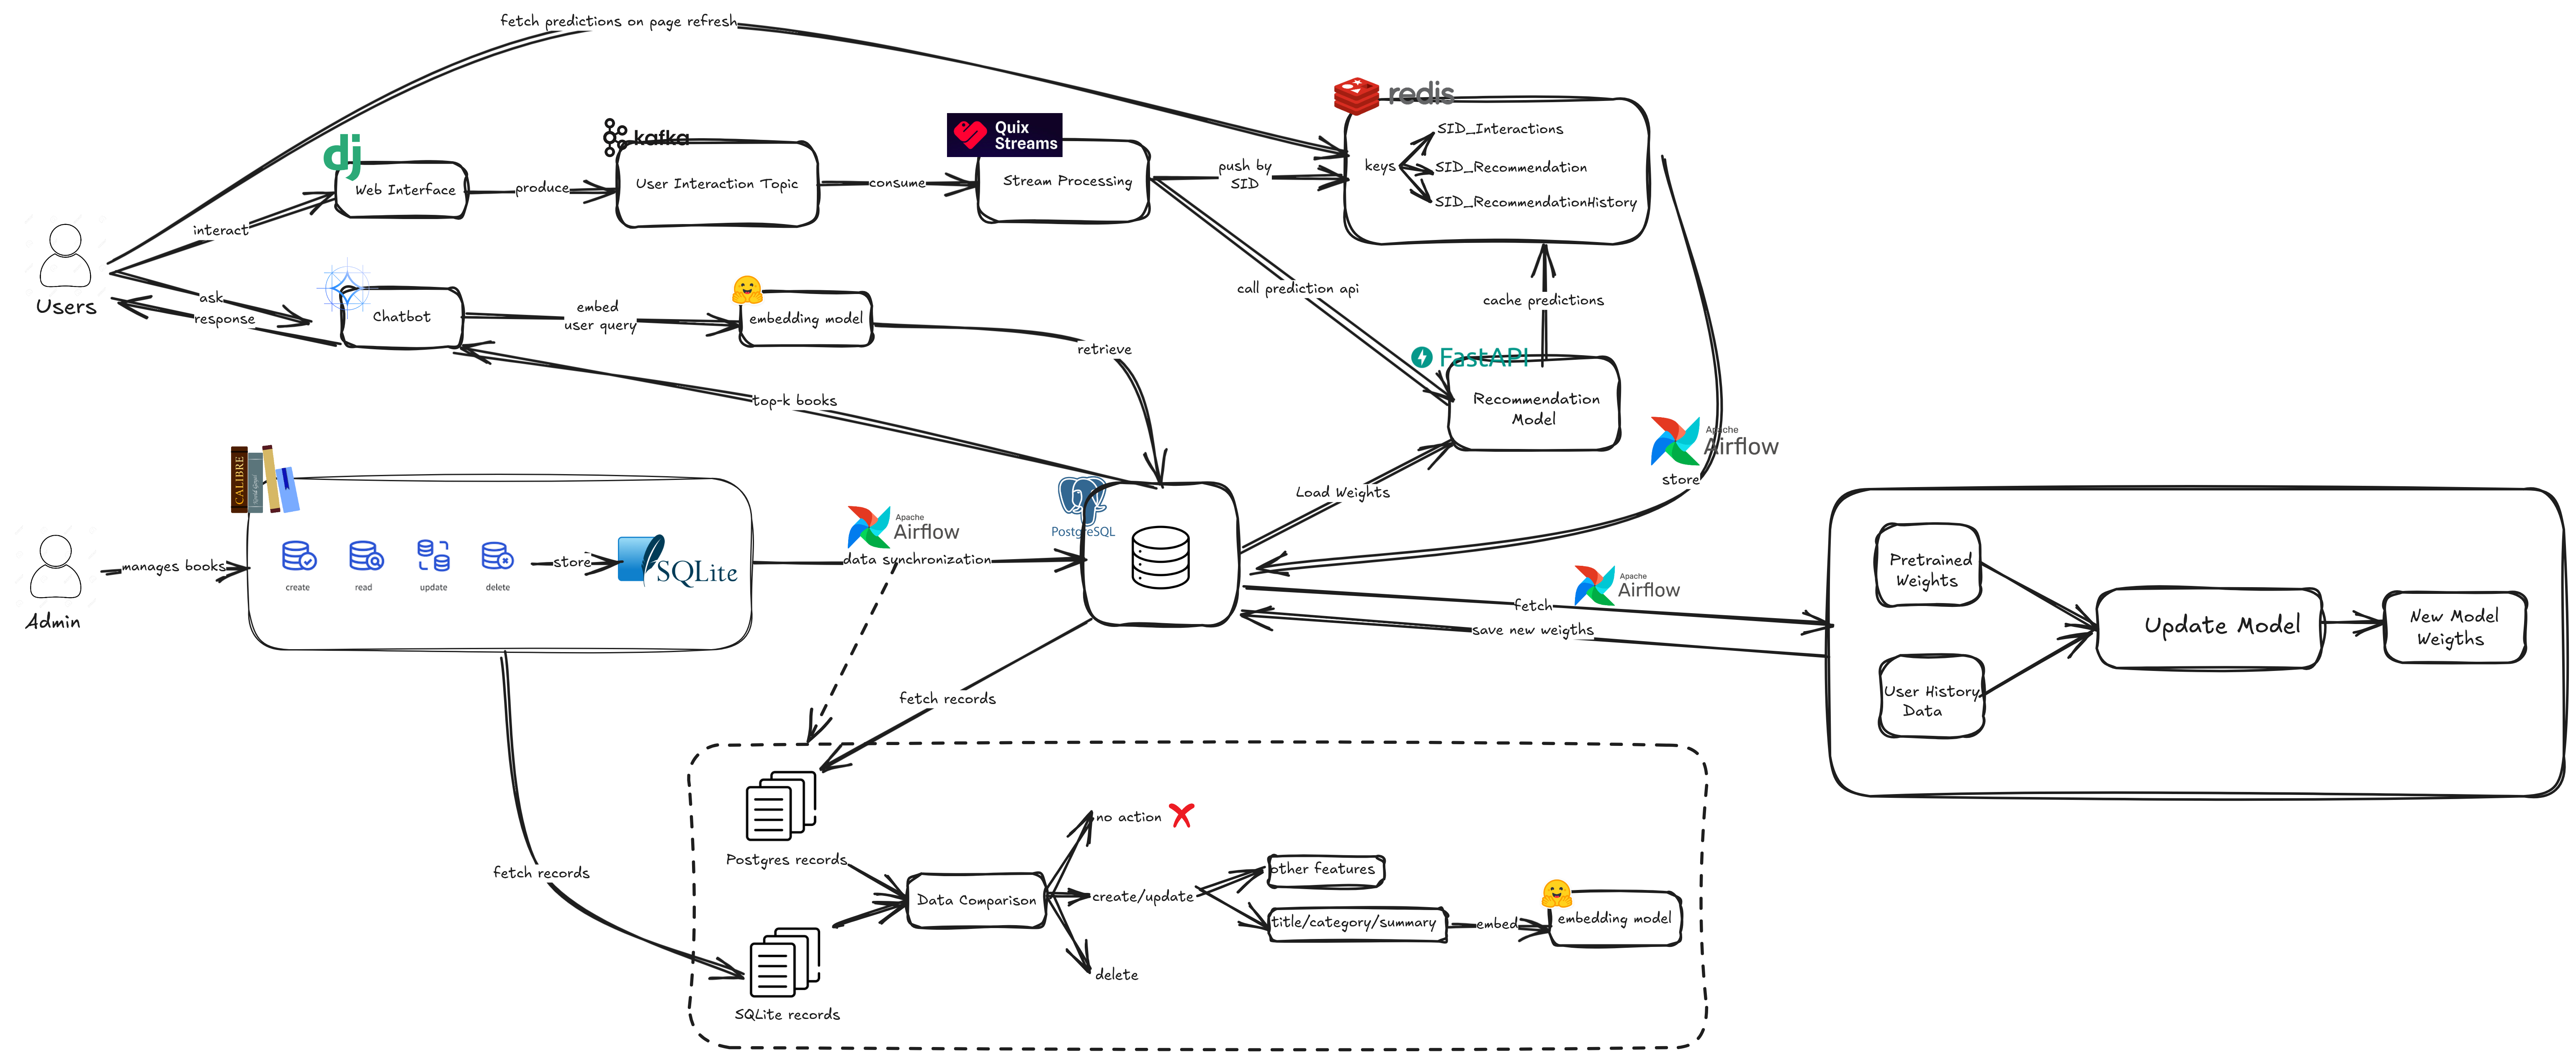 fetch predictions on page refresh
redis
keys
SID_Interactions
SID_Recommendation
SID_RecommendationHistory
dj
Web Interface
produce
kafka
User Interaction Topic
consume
Quix
Streams
Stream Processing
push by
SID
interact
Users
ask
response
Chatbot
embed
user query
embedding model
retrieve
call prediction api
cache predictions
FastAPI
Recommendation
Model
top-k books
Load Weights
Apache
Airflow
store
CALIBRE
Admin
manages books
create
read
update
delete
store
SQLite
Apache
Airflow
data synchronization
PostgreSQL
Apache
Airflow
fetch
save new weigths
Pretrained
Weights
User History
Data
Update Model
New Model
Weigths
fetch records
fetch records
Postgres records
SQLite records
Data Comparison
no action
create/update
delete
other features
title/category/summary
embed
embedding model